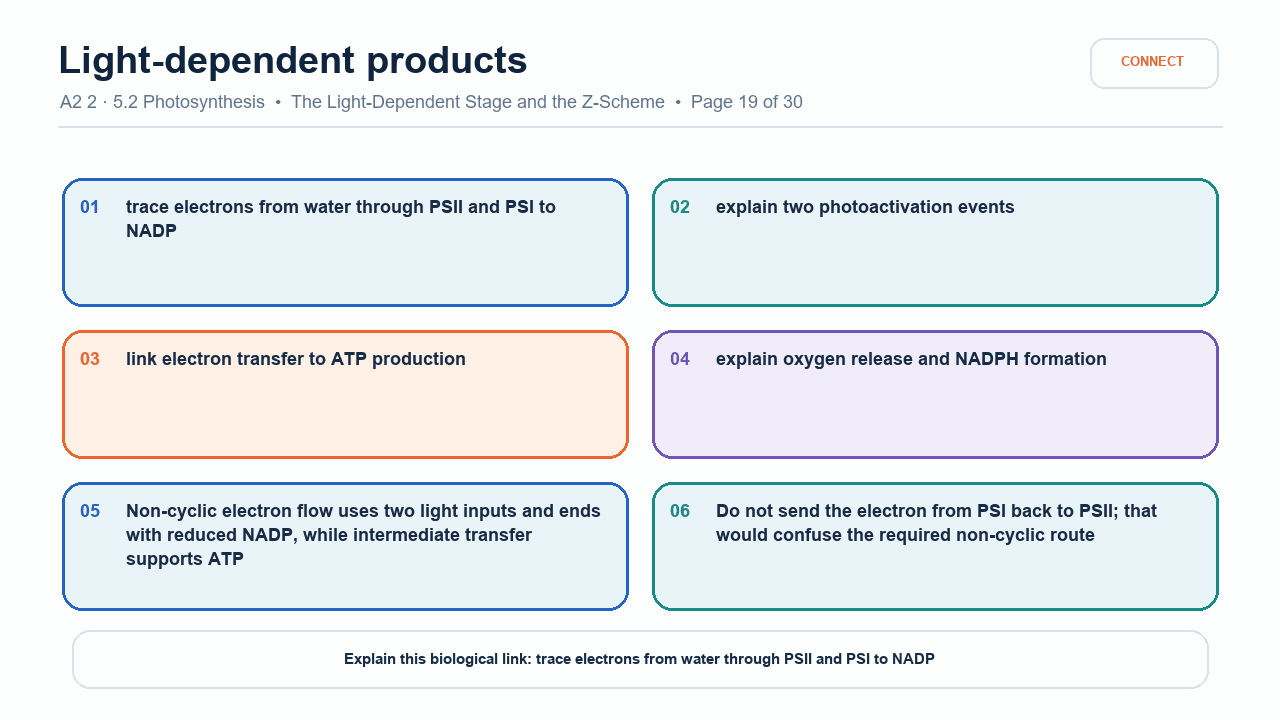 Light-dependent products
CONNECT
A2 2 · 5.2 Photosynthesis • The Light-Dependent Stage and the Z-Scheme • Page 19 of 30
01 trace electrons from water through PSII and PSI to
NADP
02 explain two photoactivation events
03 link electron transfer to ATP production
04 explain oxygen release and NADPH formation
05 Non-cyclic electron flow uses two light inputs and ends
with reduced NADP, while intermediate transfer
supports ATP
06 Do not send the electron from PSI back to PSII; that
would confuse the required non-cyclic route
Explain this biological link: trace electrons from water through PSII and PSI to NADP